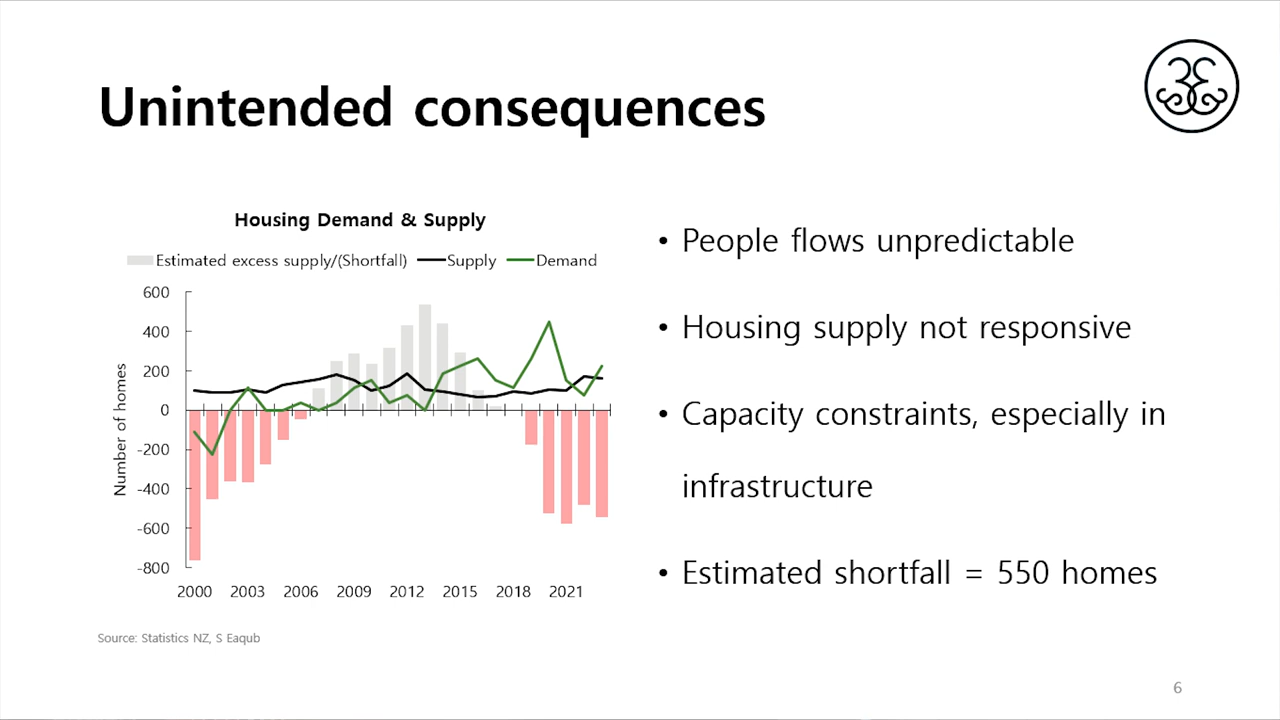 Unintended consequences
Housing Demand & Supply
Estimated excess supply/(Shortfall) Supply Demand
600
400
200
0
-200
-400
-600
-800
Number of homes
2000 2003 2006 2009 2012 2015 2018 2021
Source: Statistics NZ, S Eaqub
• People flows unpredictable
• Housing supply not responsive
• Capacity constraints, especially in
infrastructure
• Estimated shortfall = 550 homes
6